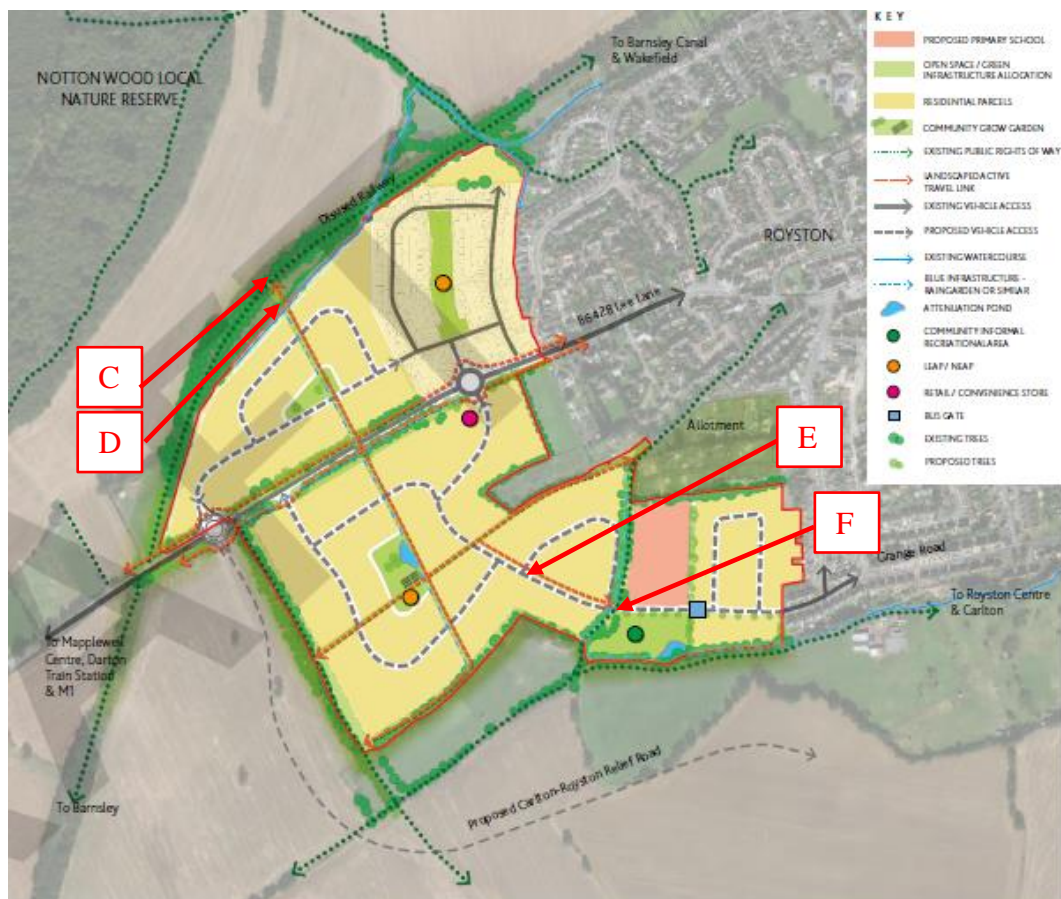 KEY
PROPOSED PRIMARY SCHOOL
OPEN SPACE / GREEN
INFRASTRUCTURE ALLOCATION
RESIDENTIAL PARCELS
COMMUNITY GROW GARDEN
EXISTING PUBLIC RIGHTS OF WAY
LANDSCAPED ACTIVE
TRAVEL LINK
EXISTING VEHICLE ACCESS
PROPOSED VEHICLE ACCESS
EXISTING WATERCOURSE
BLUE INFRASTRUCTURE -
RAINGARDEN OR SIMILAR
ATTENUATION POND
COMMUNITY INFORMAL
RECREATIONAL AREA
LEAP / NEAP
RETAIL / CONVENIENCE STORE
BUS GATE
EXISTING TREES
PROPOSED TREES
To Barnsley Canal
& Wakefield
NOTTON WOOD LOCAL
NATURE RESERVE
Disused Railway
ROYSTON
B6428 Lee Lane
C
D
Allotment
E
F
Grange Road
To Royston Centre
& Carlton
To Mapplewell
Centre, Darton
Train Station
& M1
Proposed Carlton-Royston Relief Road
To Barnsley